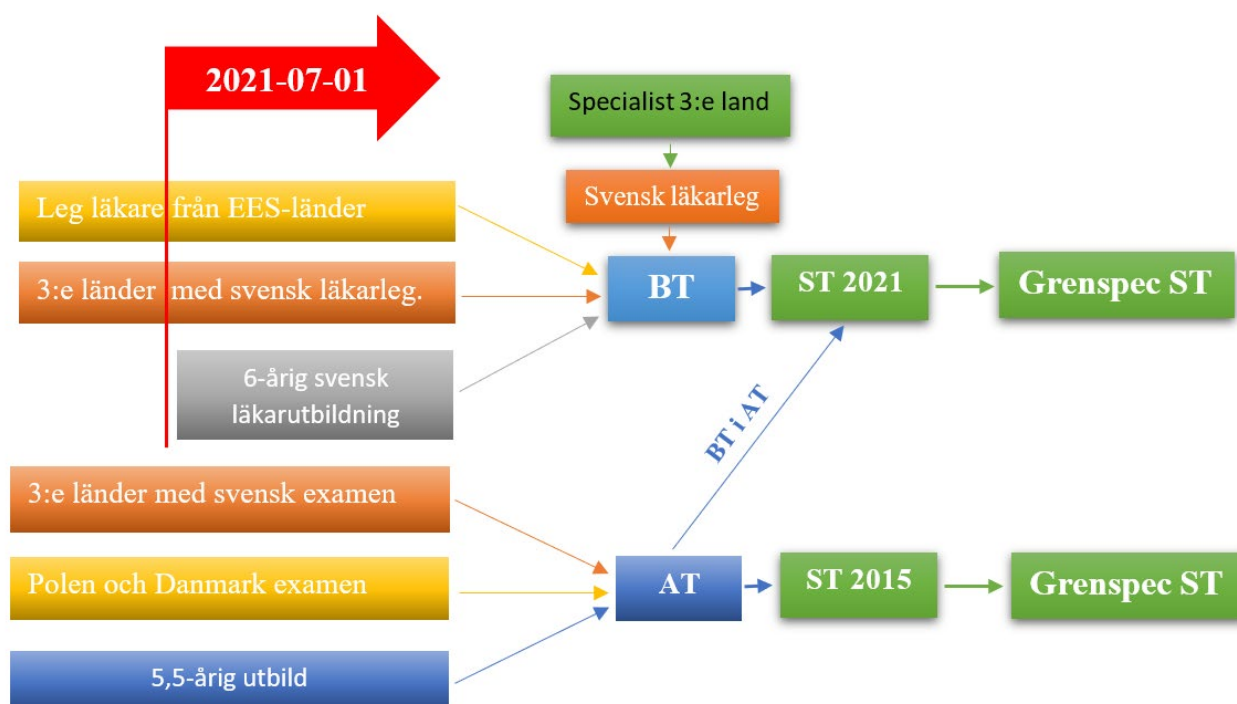 2021-07-01
Specialist 3:e land
Svensk läkarleg
Leg läkare från EES-länder
3:e länder med svensk läkarleg.
6-årig svensk
läkarutbildning
BT
ST 2021
Grenspec ST
BT i AT
3:e länder med svensk examen
Polen och Danmark examen
5,5-årig utbild
AT
ST 2015
Grenspec ST